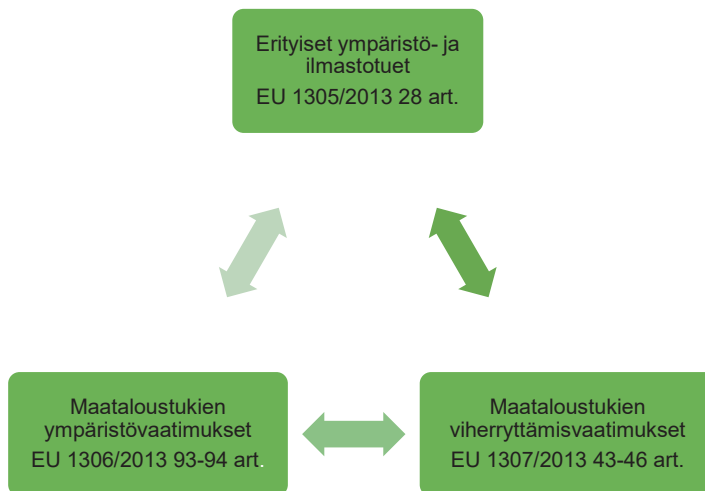 Erityiset ympäristö- ja
ilmastotuet
EU 1305/2013 28 art.
Maataloustukien
ympäristövaatimukset
EU 1306/2013 93-94 art.
Maataloustukien
viherryttämisvaatimukset
EU 1307/2013 43-46 art.